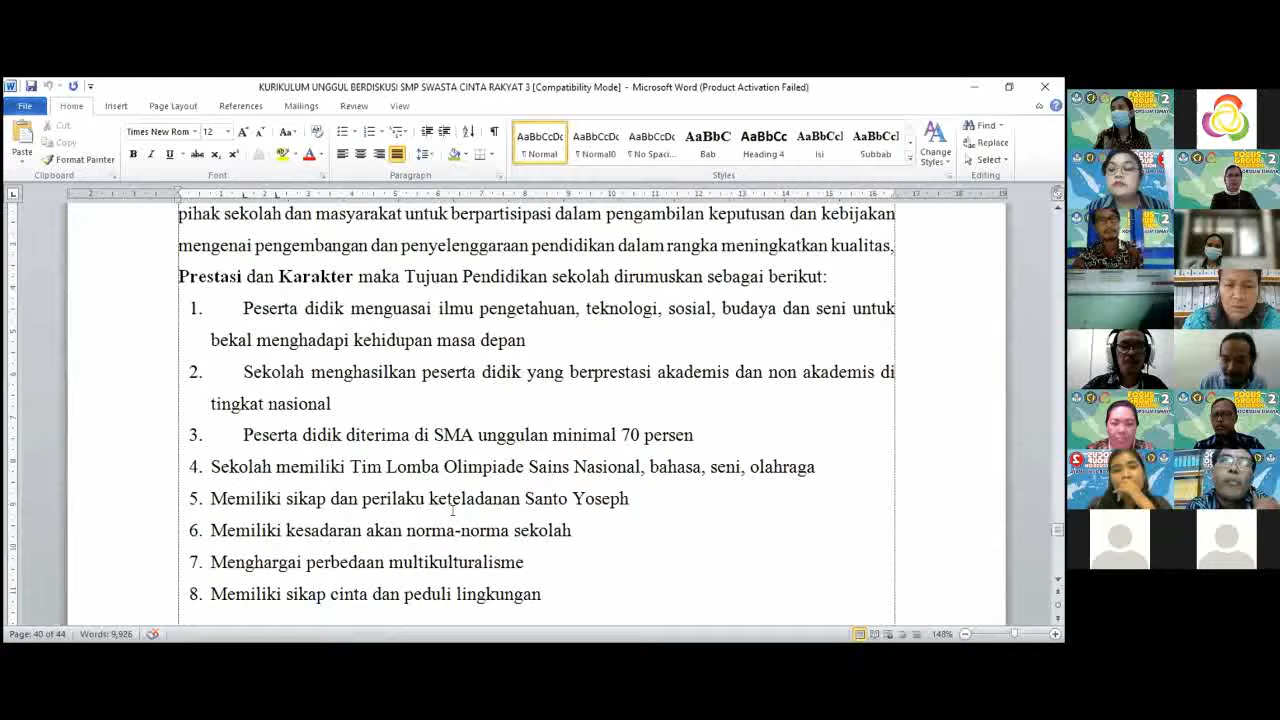 KURIKULUM UNGGUL BERDISKUSI SMP SWASTA CINTA RAKYAT 3 [Compatibility Mode] - Microsoft Word (Product Activation Failed)
File Home Insert Page Layout References Mailings Review View
Cut
Copy
Format Painter
Paste
Clipboard
Times New Rom 12
Font
Paragraph
AaBbCcDc AaBbCcDc AaBbCcDc AaBbC AaBbCc AaBbCcI AaBbCcl
¶ Normal ¶ Normal0 ¶ No Spaci... Bab Heading 4 Isi Subbab
Change Styles
Styles
Find
Replace
Select
Editing
pihak sekolah dan masyarakat untuk berpartisipasi dalam pengambilan keputusan dan kebijakan
mengenai pengembangan dan penyelenggaraan pendidikan dalam rangka meningkatkan kualitas,
Prestasi dan Karakter maka Tujuan Pendidikan sekolah dirumuskan sebagai berikut:
1. Peserta didik menguasai ilmu pengetahuan, teknologi, sosial, budaya dan seni untuk
bekal menghadapi kehidupan masa depan
2. Sekolah menghasilkan peserta didik yang berprestasi akademis dan non akademis di
tingkat nasional
3. Peserta didik diterima di SMA unggulan minimal 70 persen
4. Sekolah memiliki Tim Lomba Olimpiade Sains Nasional, bahasa, seni, olahraga
5. Memiliki sikap dan perilaku keteladanan Santo Yoseph
6. Memiliki kesadaran akan norma-norma sekolah
7. Menghargai perbedaan multikulturalisme
8. Memiliki sikap cinta dan peduli lingkungan
Page: 40 of 44 Words: 9,926 148%
FOCUS GROUP 2